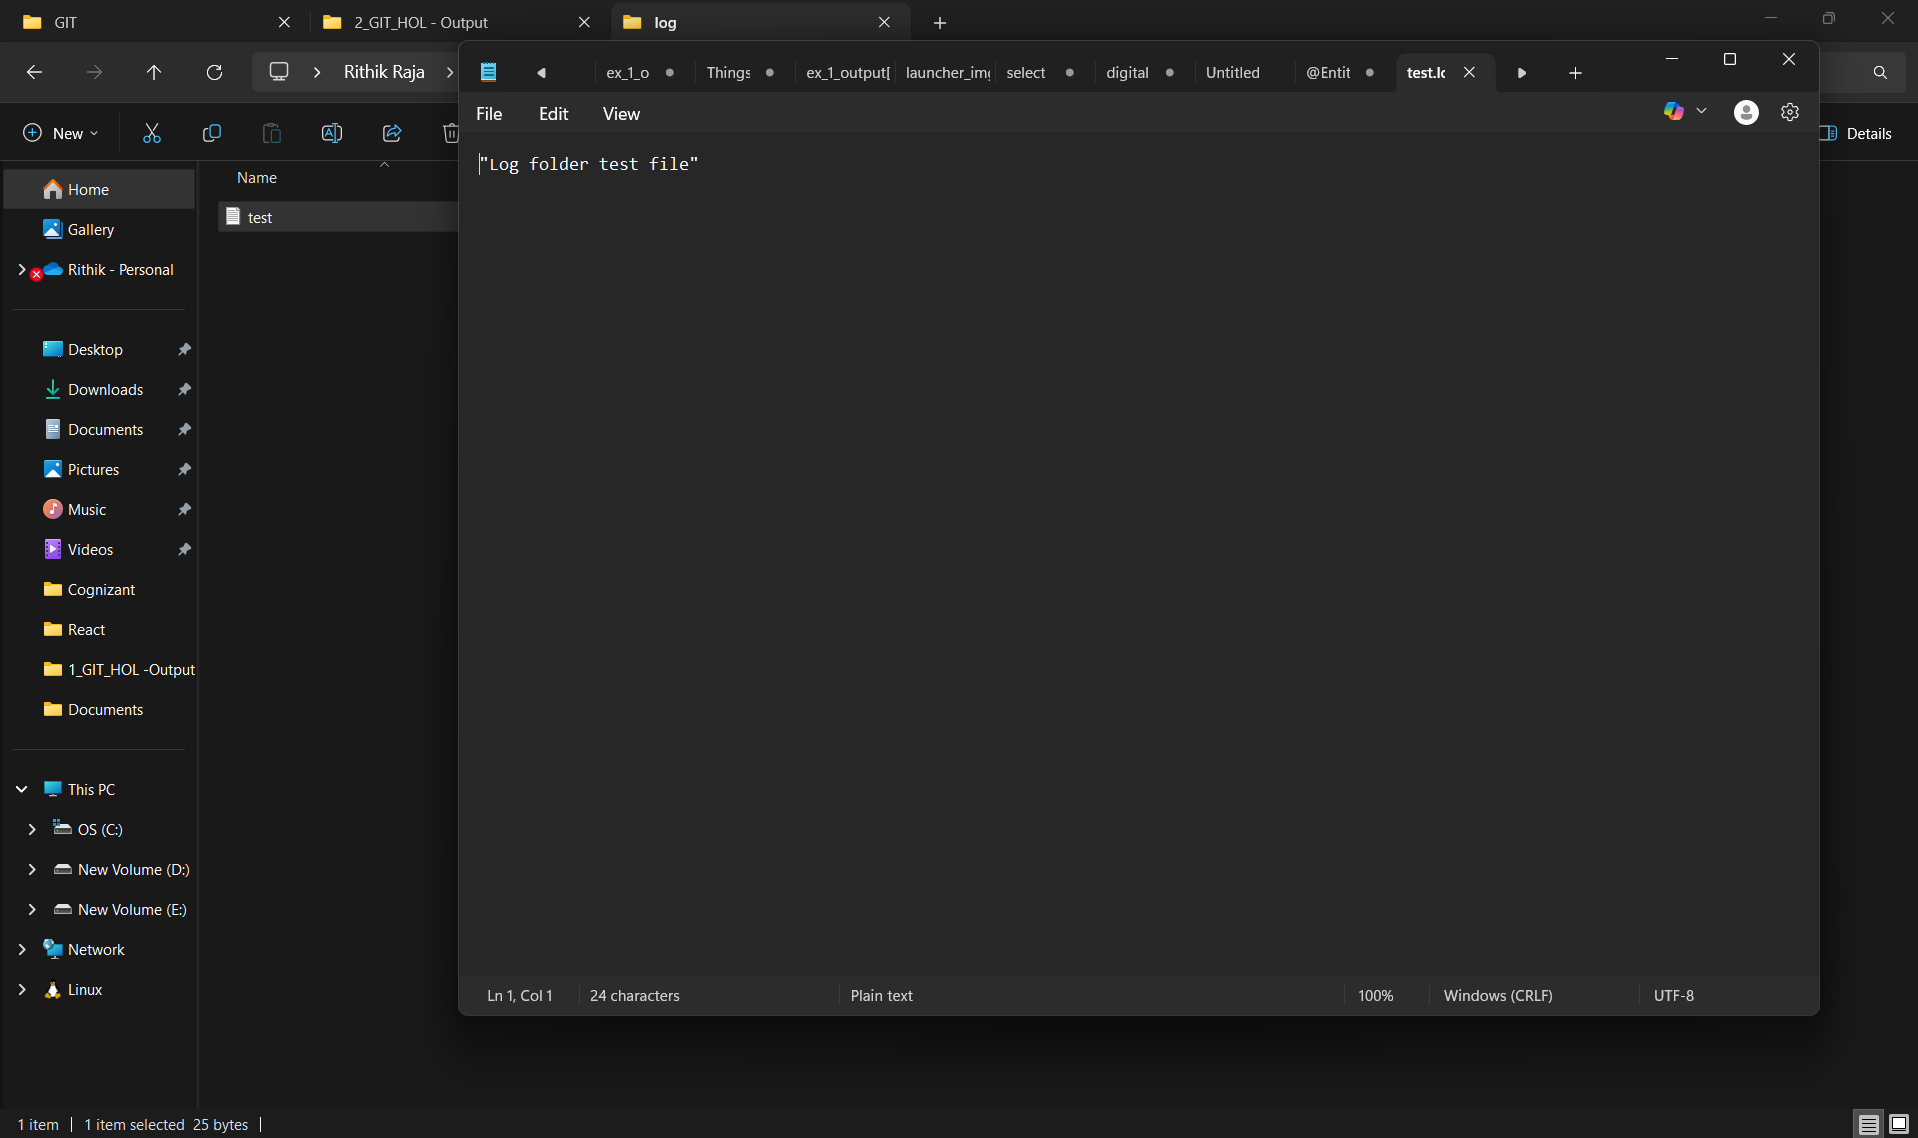 GIT
2_GIT_HOL - Output
log
Rithik Raja
ex_1_o
Things
ex_1_output[
launcher_im
select
digital
Untitled
@Entit
test.lo
File
Edit
View
New
Details
"Log folder test file"
Name
test
Home
Gallery
Rithik - Personal
Desktop
Downloads
Documents
Pictures
Music
Videos
Cognizant
React
1_GIT_HOL -Output
Documents
This PC
OS (C:)
New Volume (D:)
New Volume (E:)
Network
Linux
Ln 1, Col 1
24 characters
Plain text
100%
Windows (CRLF)
UTF-8
1 item
1 item selected 25 bytes